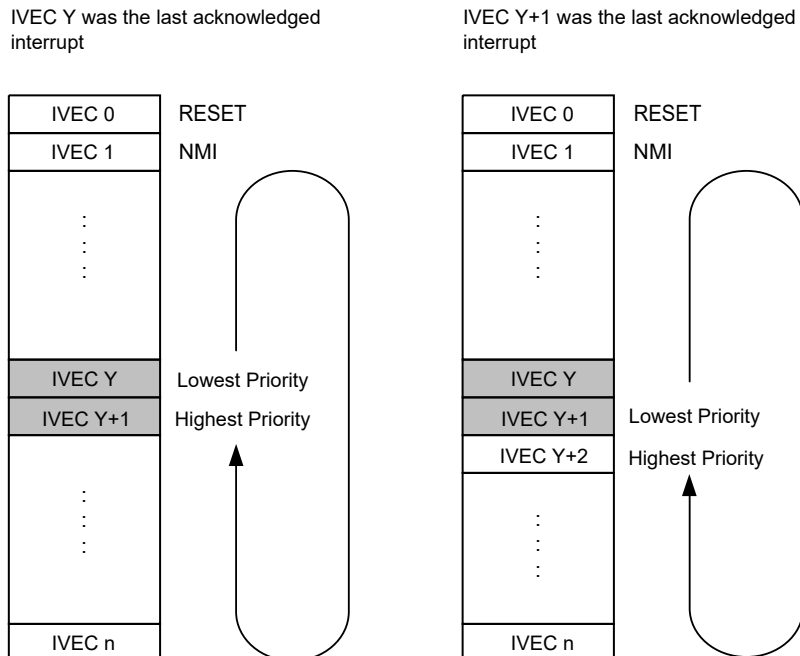 IVEC Y was the last acknowledged
interrupt
IVEC 0 RESET
IVEC 1 NMI
IVEC Y Lowest Priority
IVEC Y+1 Highest Priority
IVEC n
IVEC Y+1 was the last acknowledged
interrupt
IVEC 0 RESET
IVEC 1 NMI
IVEC Y
IVEC Y+1 Lowest Priority
IVEC Y+2 Highest Priority
IVEC n